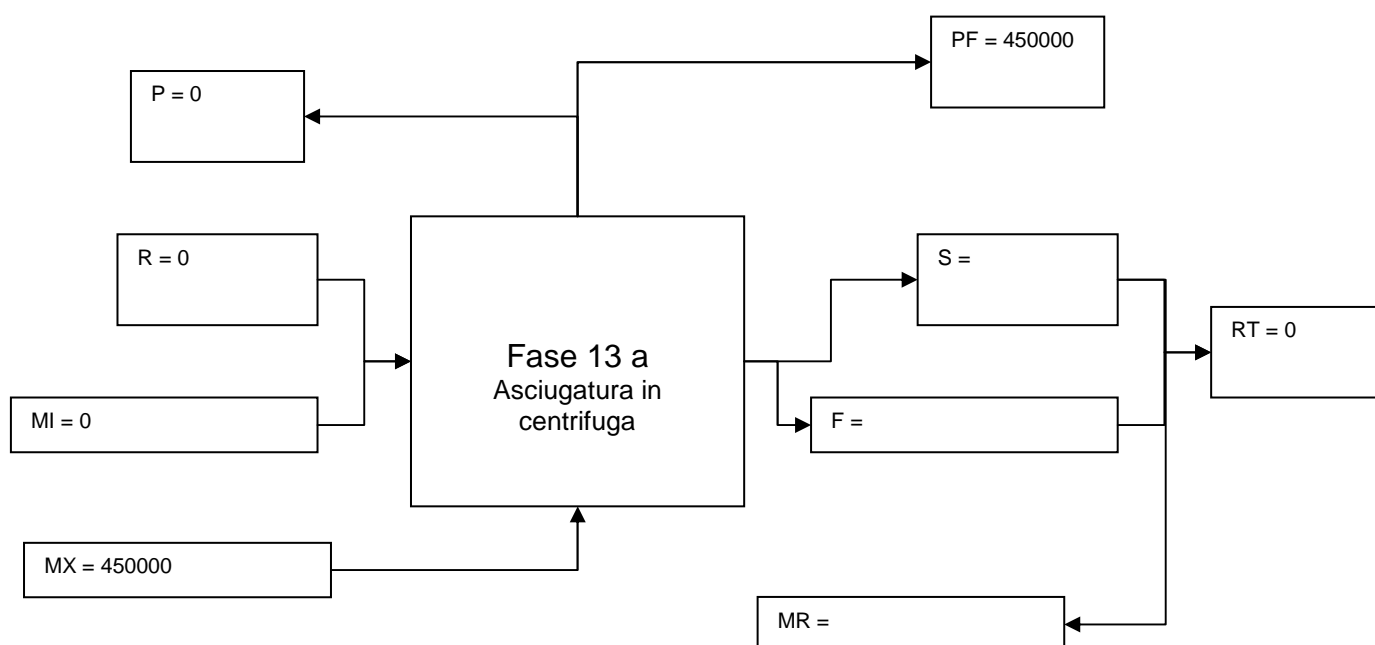 PF = 450000
P = 0
R = 0
S =
RT = 0
Fase 13 a
Asciugatura in
centrifuga
MI = 0
F =
MX = 450000
MR =